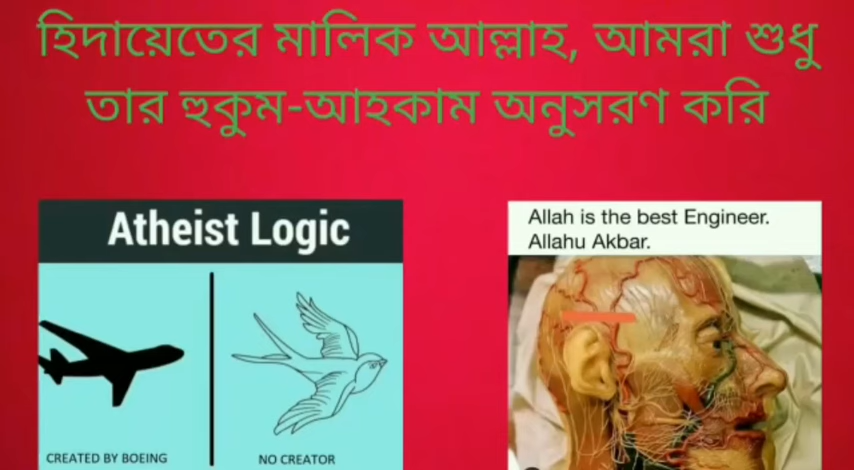 হিদায়েতের মালিক আল্লাহ, আমরা শুধু
তার হুকুম-আহকাম অনুসরণ করি
Atheist Logic
CREATED BY BOEING
NO CREATOR
Allah is the best Engineer.
Allahu Akbar.